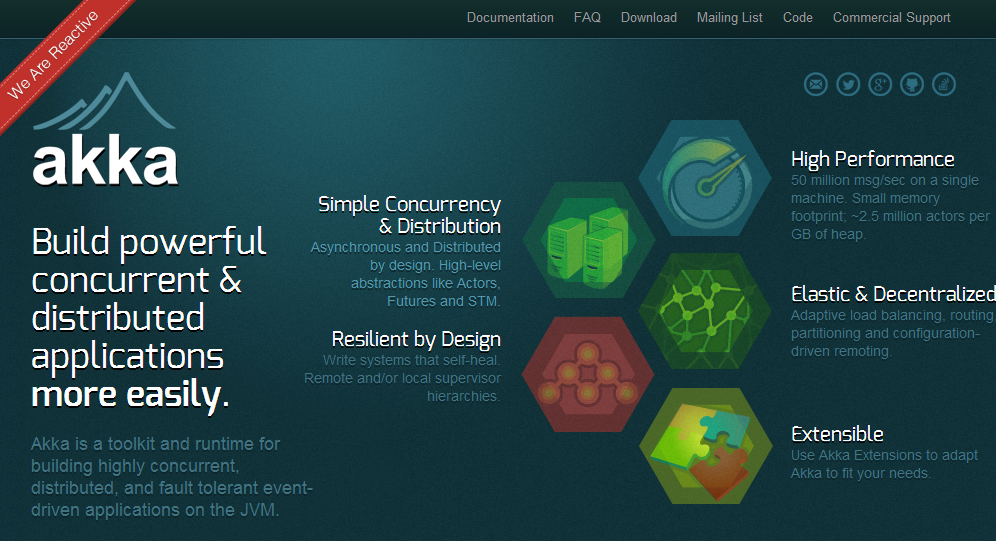 Documentation FAQ Download Mailing List Code Commercial Support
We Are Reactive
akka
Build powerful
concurrent &
distributed
applications
more easily.
Akka is a toolkit and runtime for
building highly concurrent,
distributed, and fault tolerant event-
driven applications on the JVM.
Simple Concurrency
& Distribution
Asynchronous and Distributed
by design. High-level
abstractions like Actors,
Futures and STM.
Resilient by Design
Write systems that self-heal.
Remote and/or local supervisor
hierarchies.
High Performance
50 million msg/sec on a single
machine. Small memory
footprint; ~2.5 million actors per
GB of heap.
Elastic & Decentralized
Adaptive load balancing, routing,
partitioning and configuration-
driven remoting.
Extensible
Use Akka Extensions to adapt
Akka to fit your needs.